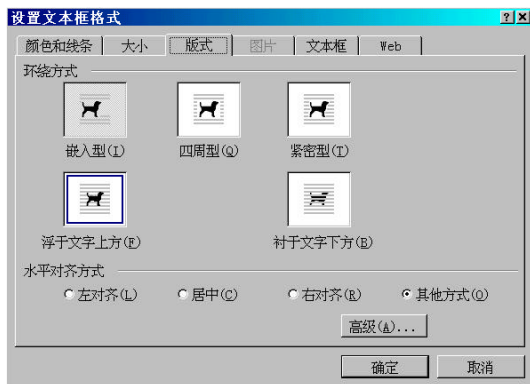 设置文本框格式
颜色和线条 大小 版式 图片 文本框 Web
环绕方式
嵌入型(I) 四周型(Q) 紧密型(T)
浮于文字上方(F) 衬于文字下方(B)
水平对齐方式
左对齐(L) 居中(C) 右对齐(R) 其他方式(O)
高级(A)...
确定 取消